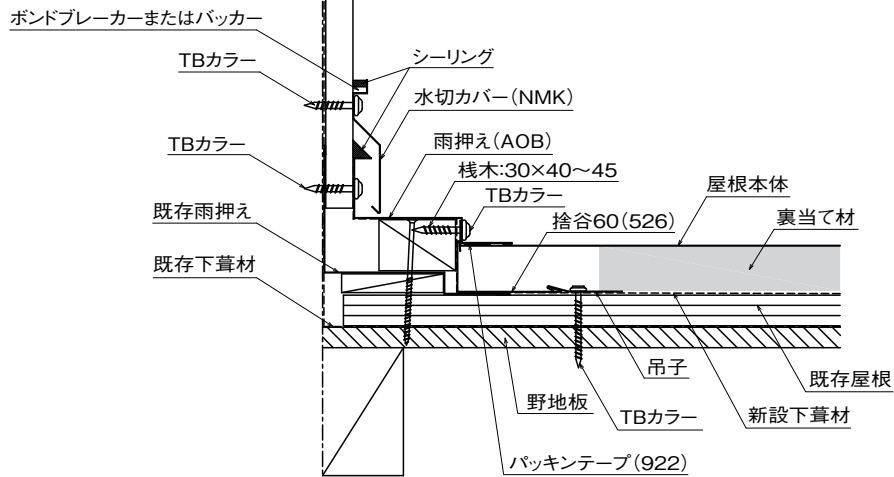 ボンドブレーカーまたはバッカー
シーリング
TBカラー
水切カバー(NMK)
雨押え(AOB)
TBカラー
桟木:30×40~45
TBカラー
屋根本体
既存雨押え
捨谷60(526)
裏当て材
既存下葺材
吊子
既存屋根
野地板
TBカラー
新設下葺材
パッキンテープ(922)